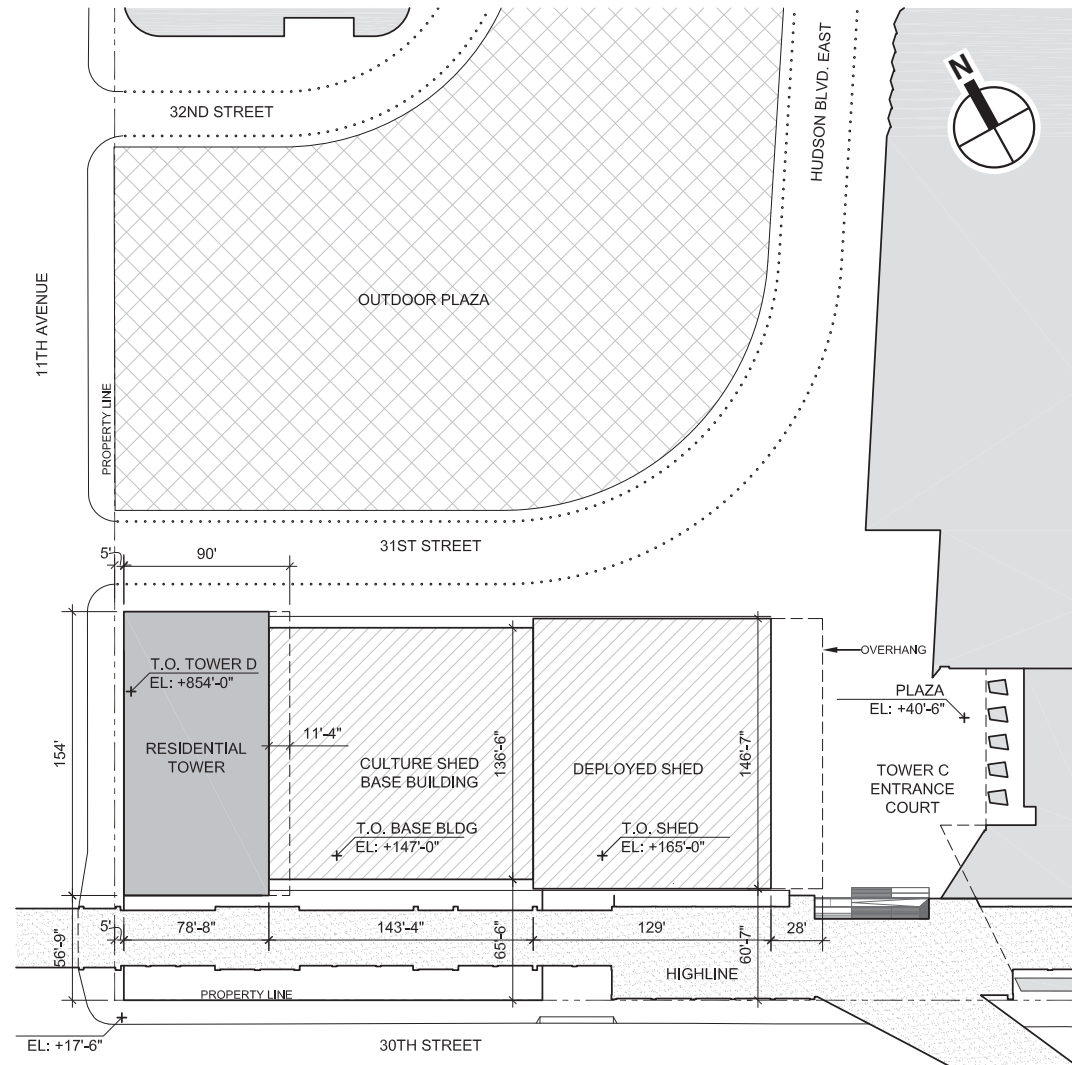 N
32ND STREET
HUDSON BLVD. EAST
11TH AVENUE
OUTDOOR PLAZA
PROPERTY LINE
31ST STREET
5'
90'
OVERHANG
T.O. TOWER D
EL: +854'-0"
PLAZA
EL: +40'-6"
154'
RESIDENTIAL
TOWER
11'-4"
CULTURE SHED
BASE BUILDING
136'-6"
DEPLOYED SHED
146'-7"
TOWER C
ENTRANCE
COURT
T.O. BASE BLDG
EL: +147'-0"
T.O. SHED
EL: +165'-0"
56'-9"
5'
78'-8"
143'-4"
65'-6"
129'
60'-7"
28'
HIGHLINE
PROPERTY LINE
EL: +17'-6"
30TH STREET